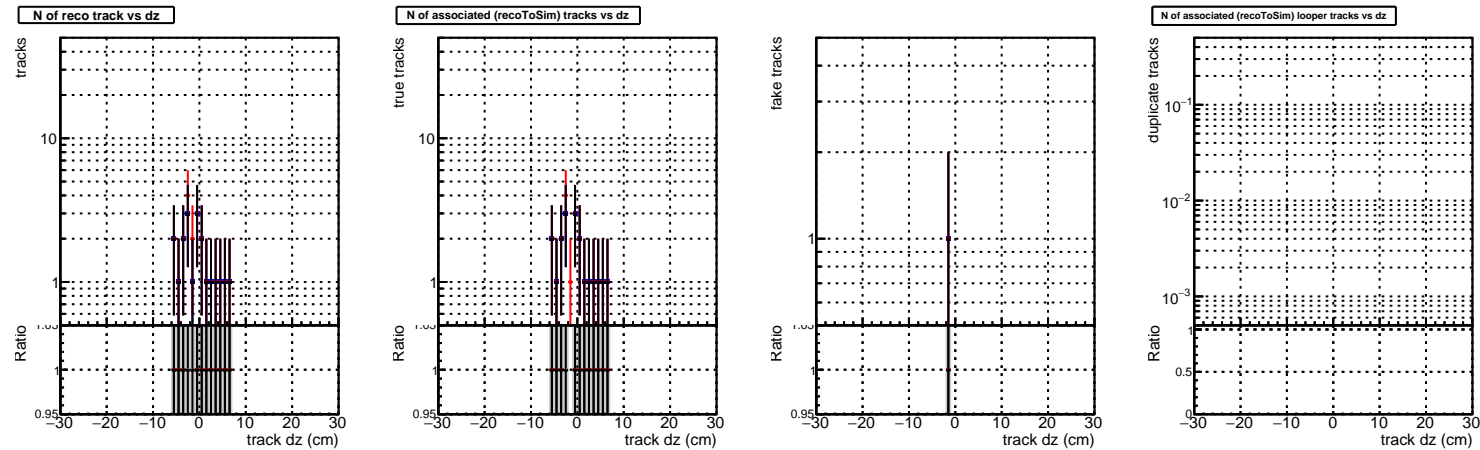 N of reco track vs dz
tracks
10
1
Ratio
1.05
1
0.95
−30 −20 −10 0 10 20 30
track dz (cm)
N of associated (recoToSim) tracks vs dz
true tracks
10
1
Ratio
1.05
1
0.95
−30 −20 −10 0 10 20 30
track dz (cm)
fake tracks
1
Ratio
1.05
1
0.95
−30 −20 −10 0 10 20 30
track dz (cm)
N of associated (recoToSim) looper tracks vs dz
duplicate tracks
10−1
10−2
10−3
Ratio
1
0.5
0
−30 −20 −10 0 10 20 30
track dz (cm)